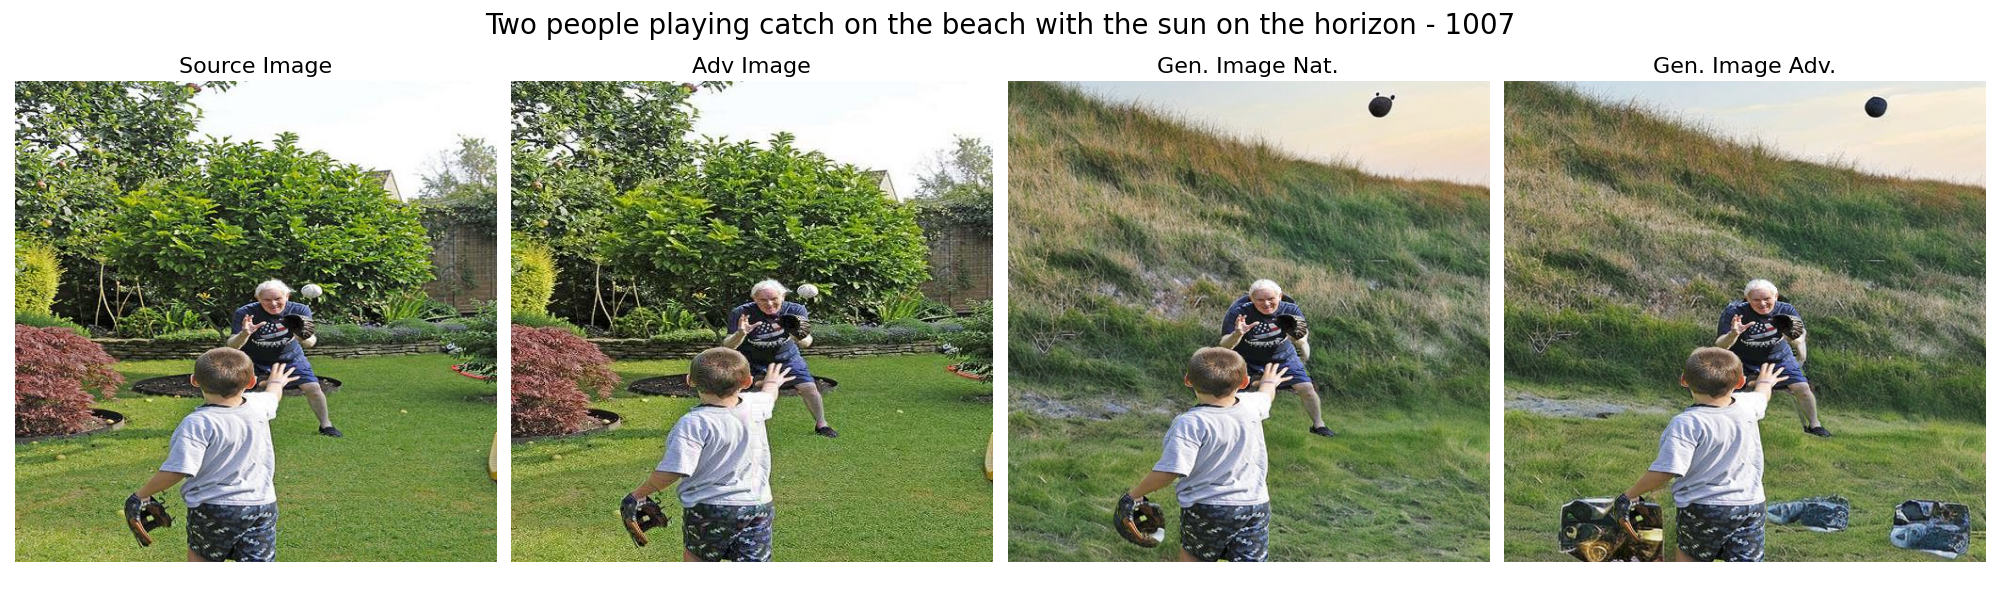 Two people playing catch on the beach with the sun on the horizon - 1007
Source Image
Adv Image
Gen. Image Nat.
Gen. Image Adv.